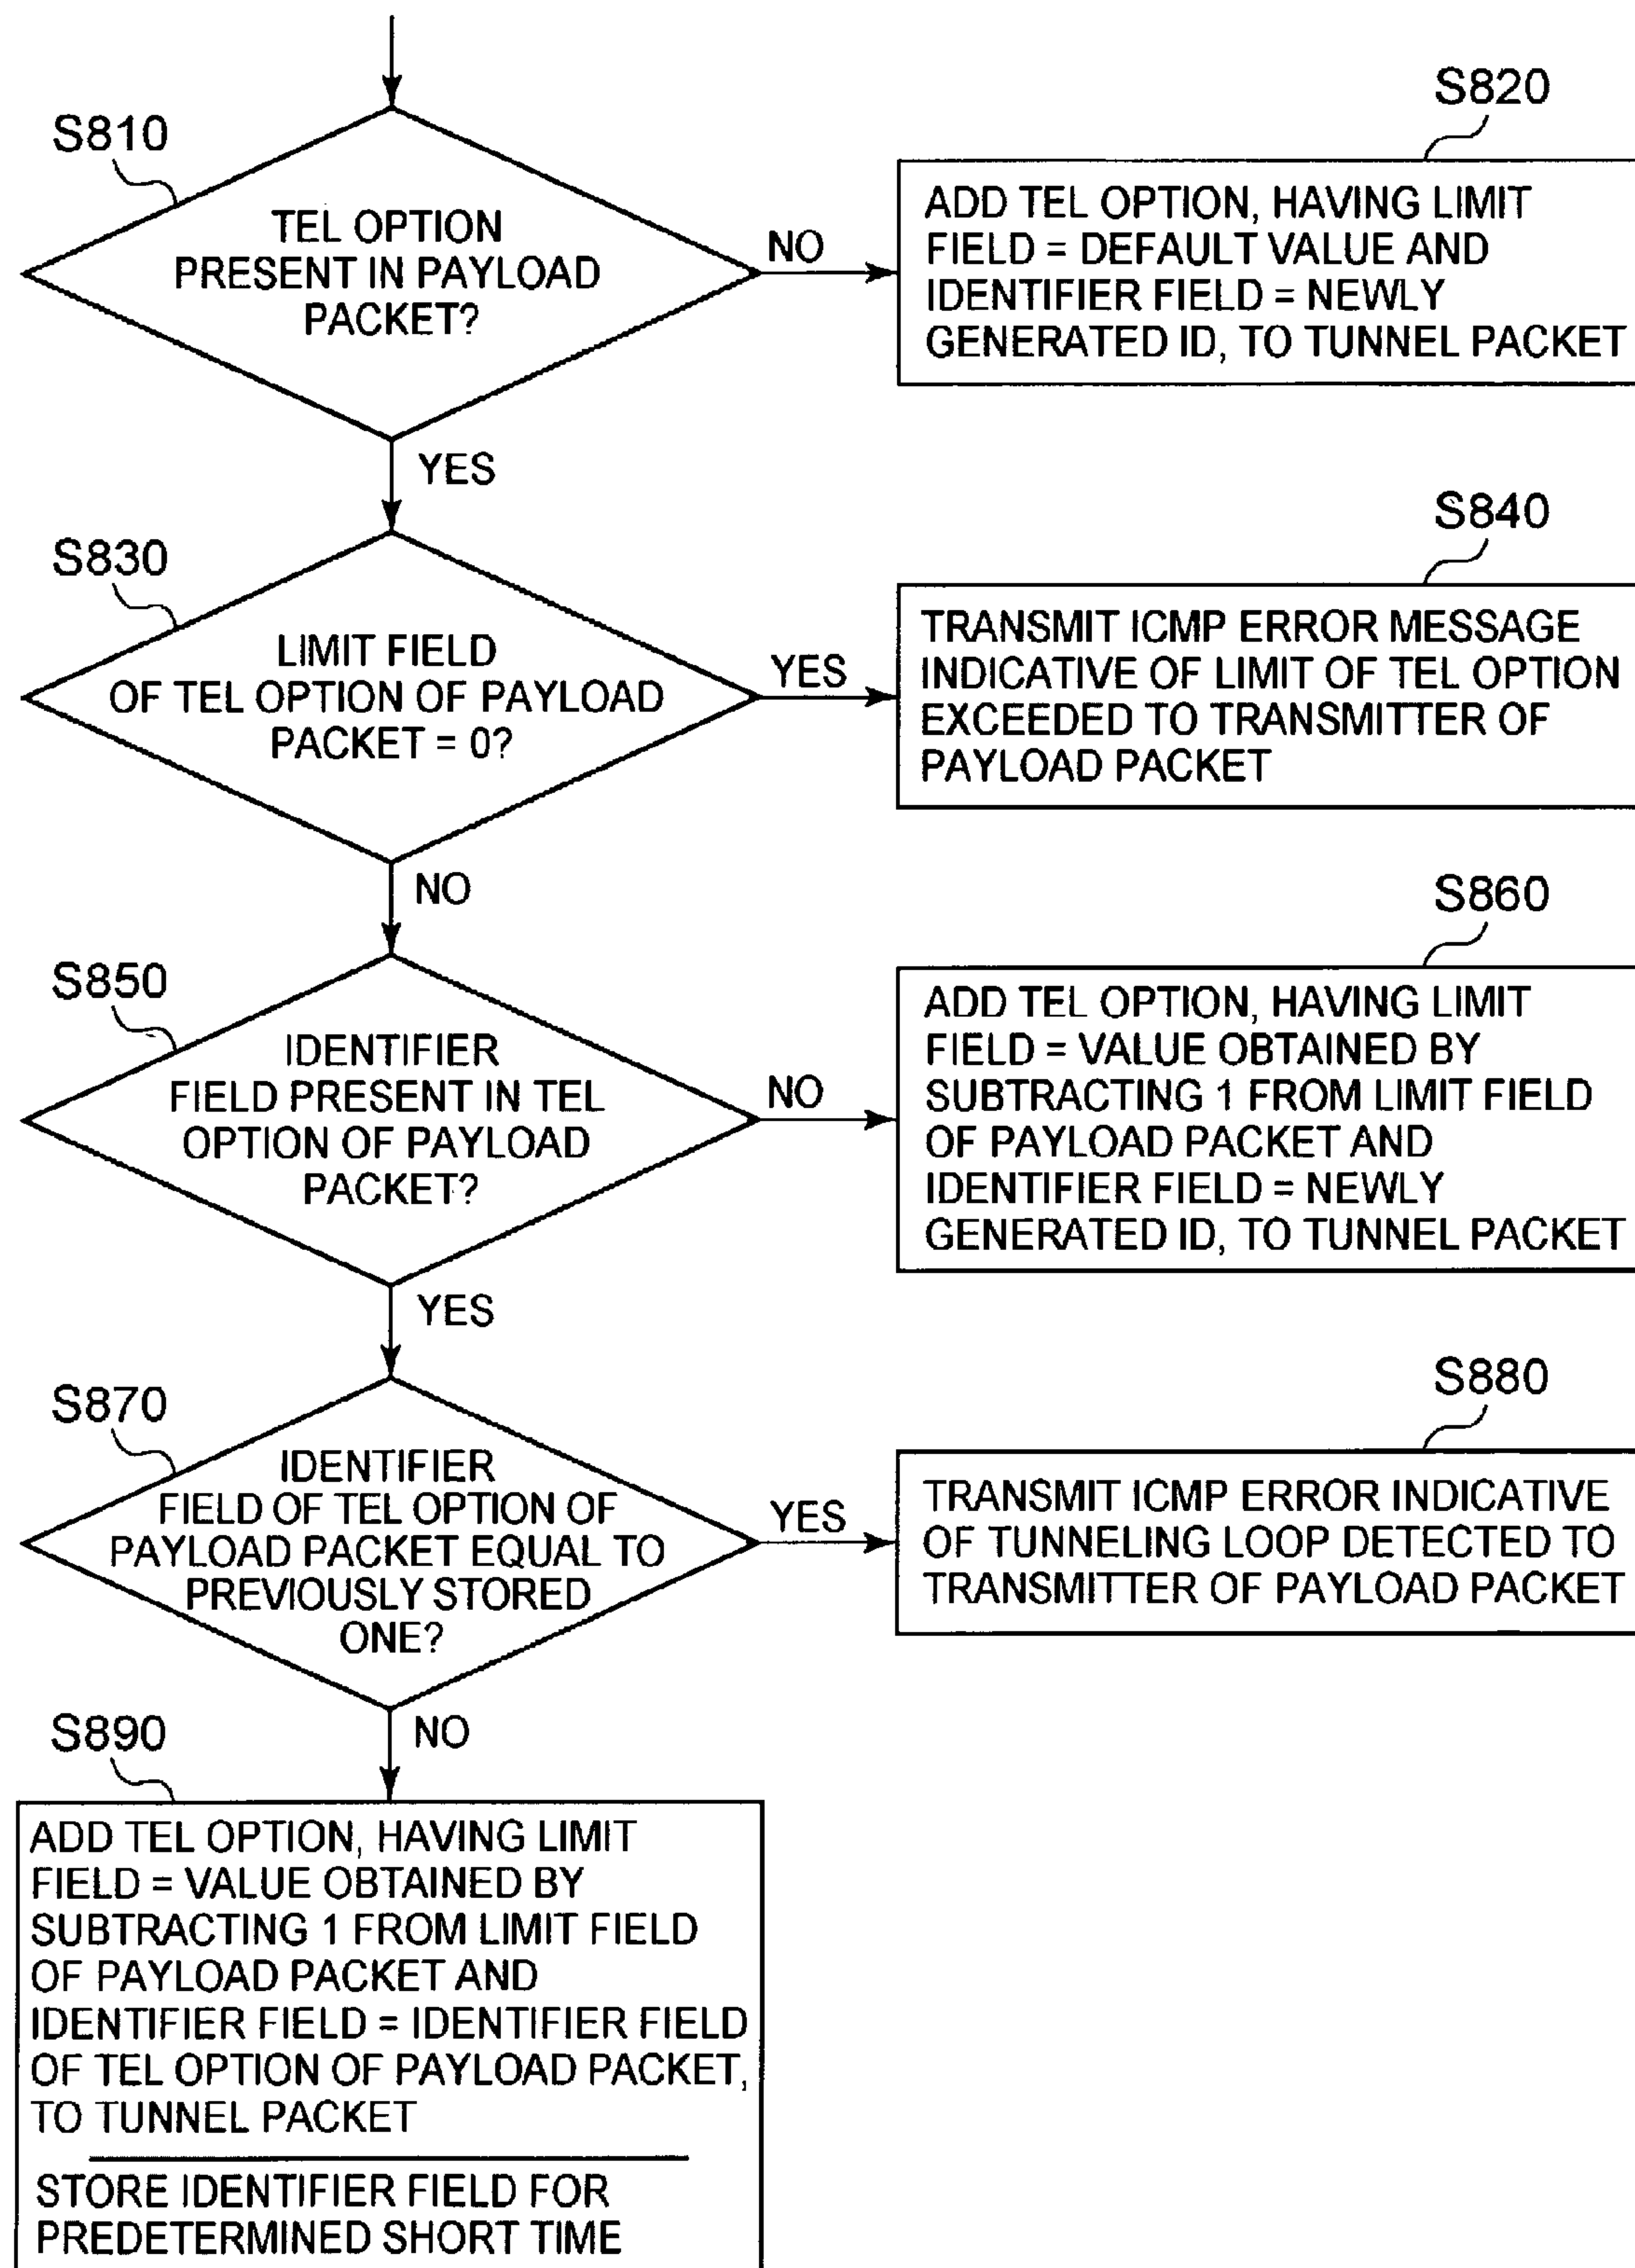 S810
TEL OPTION
PRESENT IN PAYLOAD
PACKET?
NO
S820
ADD TEL OPTION, HAVING LIMIT
FIELD = DEFAULT VALUE AND
IDENTIFIER FIELD = NEWLY
GENERATED ID, TO TUNNEL PACKET
YES
S830
LIMIT FIELD
OF TEL OPTION OF PAYLOAD
PACKET = 0?
YES
S840
TRANSMIT ICMP ERROR MESSAGE
INDICATIVE OF LIMIT OF TEL OPTION
EXCEEDED TO TRANSMITTER OF
PAYLOAD PACKET
NO
S850
IDENTIFIER
FIELD PRESENT IN TEL
OPTION OF PAYLOAD
PACKET?
NO
S860
ADD TEL OPTION, HAVING LIMIT
FIELD = VALUE OBTAINED BY
SUBTRACTING 1 FROM LIMIT FIELD
OF PAYLOAD PACKET AND
IDENTIFIER FIELD = NEWLY
GENERATED ID, TO TUNNEL PACKET
YES
S870
IDENTIFIER
FIELD OF TEL OPTION OF
PAYLOAD PACKET EQUAL TO
PREVIOUSLY STORED
ONE?
YES
S880
TRANSMIT ICMP ERROR INDICATIVE
OF TUNNELING LOOP DETECTED TO
TRANSMITTER OF PAYLOAD PACKET
NO
S890
ADD TEL OPTION, HAVING LIMIT
FIELD = VALUE OBTAINED BY
SUBTRACTING 1 FROM LIMIT FIELD
OF PAYLOAD PACKET AND
IDENTIFIER FIELD = IDENTIFIER FIELD
OF TEL OPTION OF PAYLOAD PACKET,
TO TUNNEL PACKET
STORE IDENTIFIER FIELD FOR
PREDETERMINED SHORT TIME